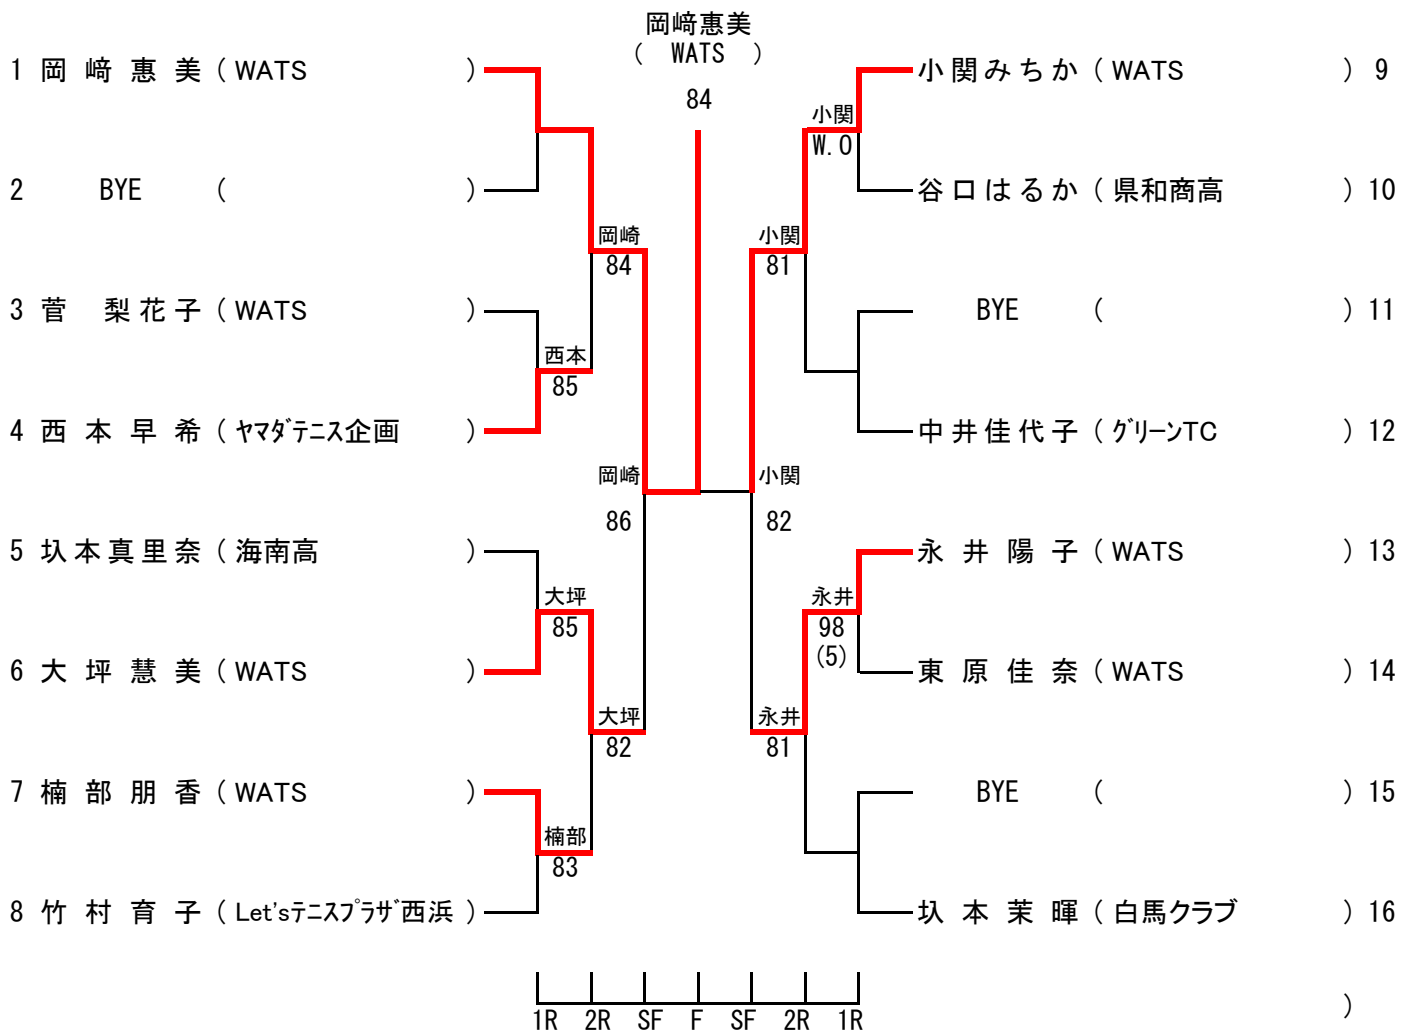 岡﨑惠美
( WATS )
84
1 岡﨑惠美 ( WATS )
2 BYE ( )
岡崎
84
3 菅 梨花子 ( WATS )
西本
85
4 西本早希 ( ヤマダテニス企画 )
岡崎
86
5 圦本真里奈 ( 海南高 )
大坪
85
6 大坪慧美 ( WATS )
大坪
82
7 楠部朋香 ( WATS )
楠部
83
8 竹村育子 ( Let'sテニスプラザ西浜 )
小関みちか ( WATS ) 9
小関
W.O
谷口はるか ( 県和商高 ) 10
小関
81
BYE ( ) 11
中井佳代子 ( グリーンTC ) 12
小関
82
永井陽子 ( WATS ) 13
永井
98
(5)
東原佳奈 ( WATS ) 14
永井
81
BYE ( ) 15
圦本茉暉 ( 白馬クラブ ) 16
)
1R 2R SF F SF 2R 1R